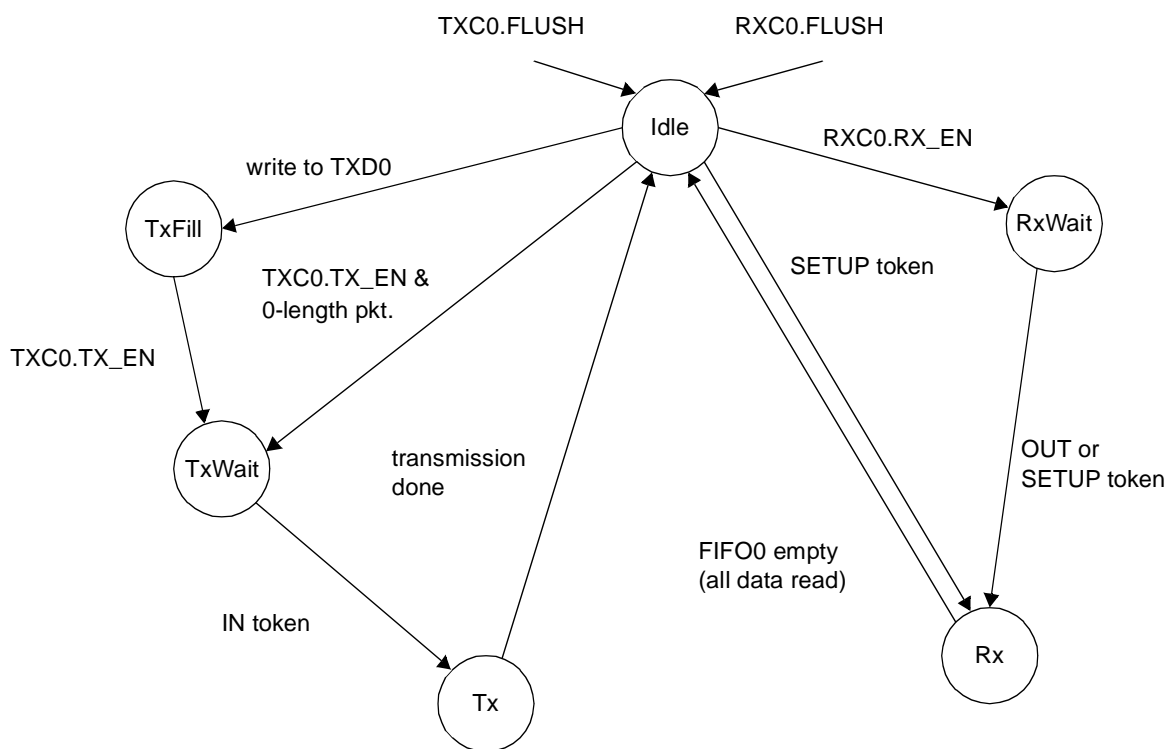 TXC0.FLUSH
RXC0.FLUSH
Idle
RXC0.RX_EN
write to TXD0
TxFill
RxWait
SETUP token
TXC0.TX_EN &
0-length pkt.
TXC0.TX_EN
TxWait
transmission
done
OUT or
SETUP token
FIFO0 empty
(all data read)
IN token
Rx
Tx